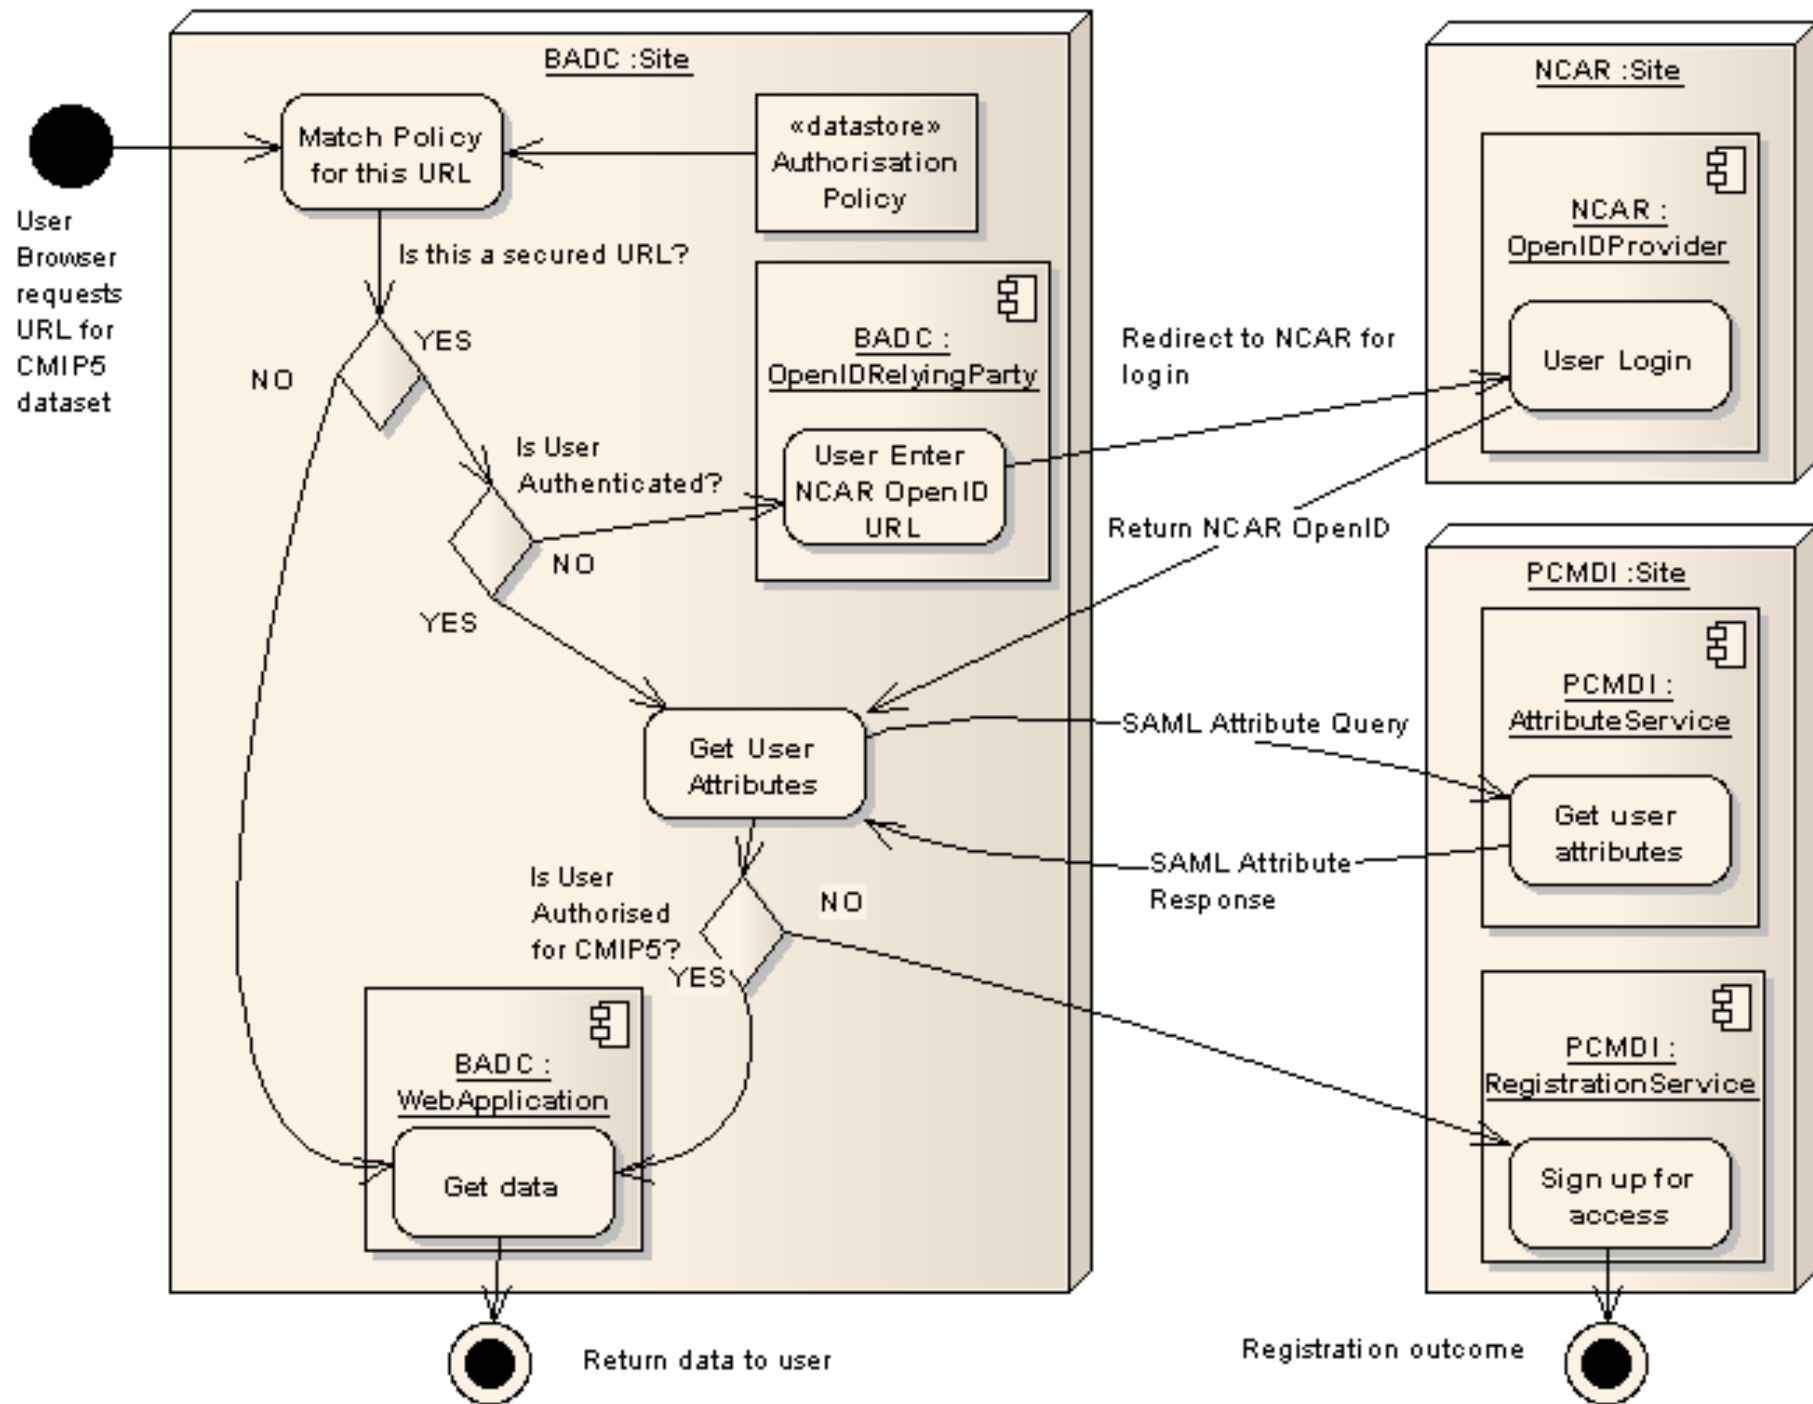 BADC :Site
Match Policy
for this URL
«datastore»
Authorisation
Policy
User
Browser
requests
URL for
CMIP5
dataset
Is this a secured URL?
YES
NO
BADC :
OpenIDRelyingParty
User Enter
NCAR OpenID
URL
Is User
Authenticated?
NO
YES
Get User
Attributes
Is User
Authorised
for CMIP5?
NO
YES
BADC :
WebApplication
Get data
Return data to user
Redirect to NCAR for
login
Return NCAR OpenID
SAML Attribute Query
SAML Attribute
Response
NCAR :Site
NCAR :
OpenIDProvider
User Login
PCMDI :Site
PCMDI :
AttributeService
Get user
attributes
PCMDI :
RegistrationService
Sign up for
access
Registration outcome